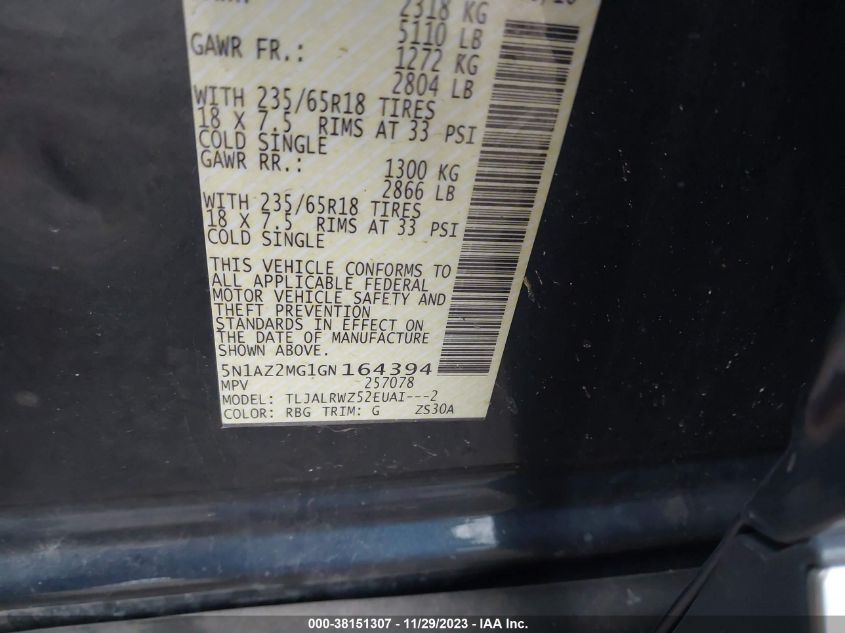 2318 KG
5110 LB
GAWR FR.: 1272 KG
2804 LB
WITH 235/65R18 TIRES
18 X 7.5 RIMS AT 33 PSI
COLD SINGLE
GAWR RR.: 1300 KG
2866 LB
WITH 235/65R18 TIRES
18 X 7.5 RIMS AT 33 PSI
COLD SINGLE
THIS VEHICLE CONFORMS TO
ALL APPLICABLE FEDERAL
MOTOR VEHICLE SAFETY AND
THEFT PREVENTION
STANDARDS IN EFFECT ON
THE DATE OF MANUFACTURE
SHOWN ABOVE.
5N1AZ2MG1GN164394
MPV 257078
MODEL: TLJALRWZ52EUAI---2
COLOR: RBG TRIM: G ZS30A
000-38151307 - 11/29/2023 - IAA Inc.